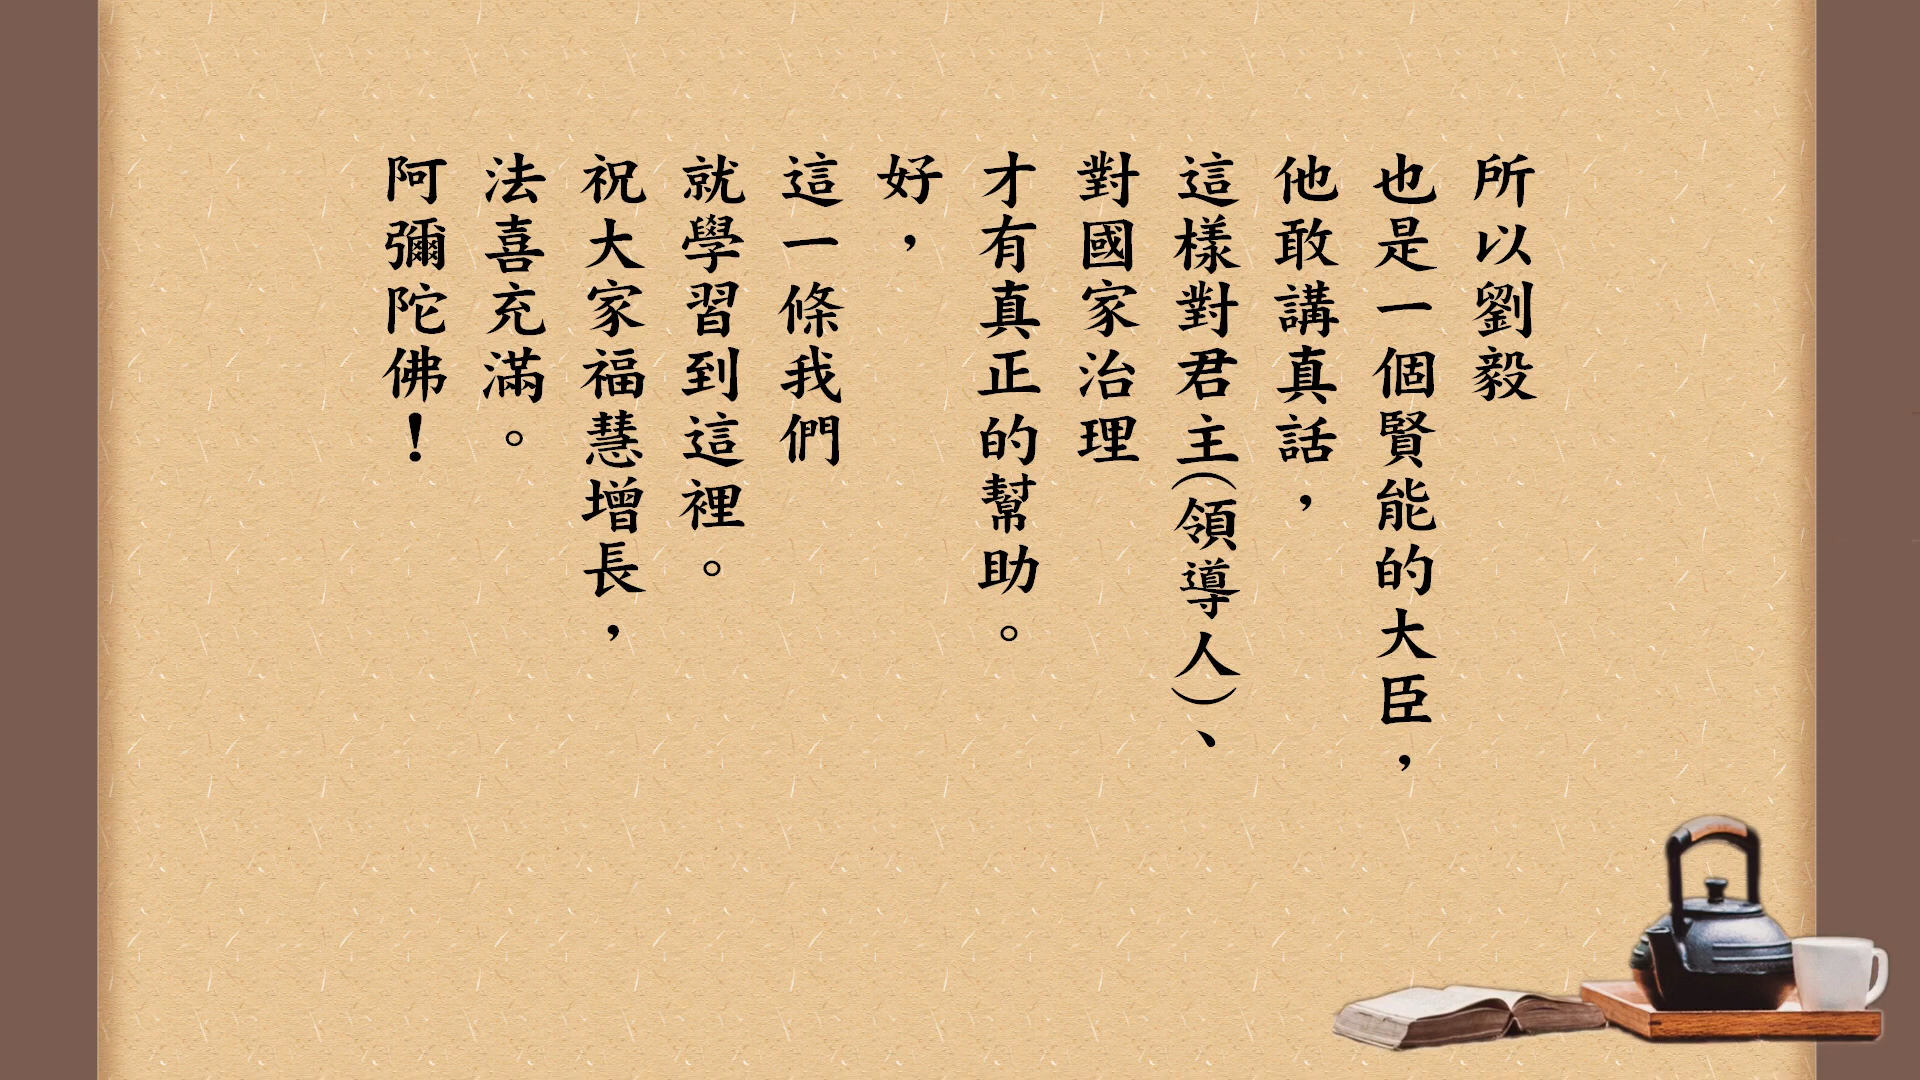 所以劉毅
也是一個賢能的大臣，
他敢講真話，
這樣對君主(領導人)、
對國家治理
才有真正的幫助。
好，
這一條我們
就學習到這裡。
祝大家福慧增長，
法喜充滿。
阿彌陀佛！